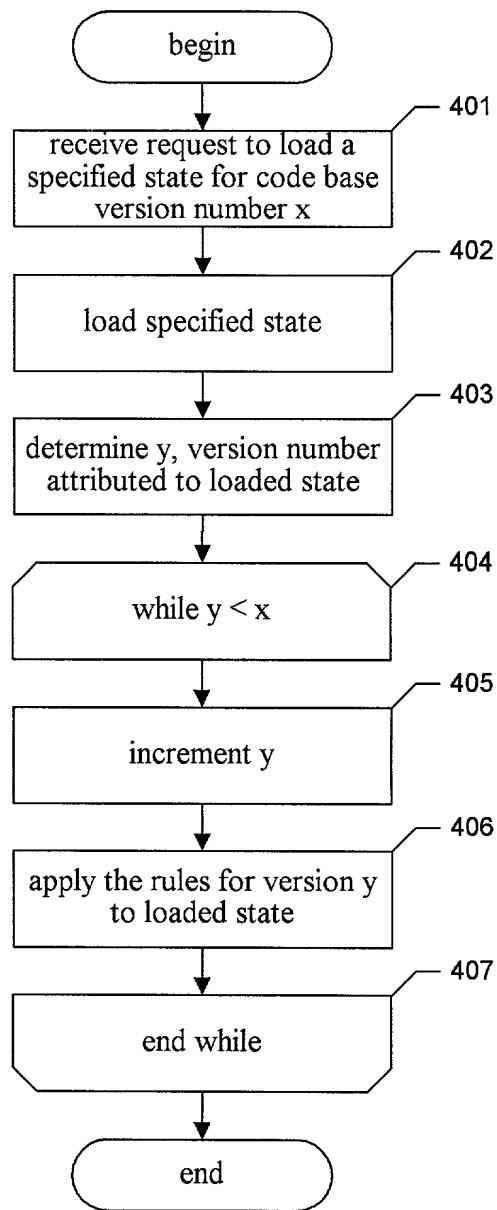 begin
401
receive request to load a
specified state for code base
version number x
402
load specified state
403
determine y, version number
attributed to loaded state
404
while y < x
405
increment y
406
apply the rules for version y
to loaded state
407
end while
end